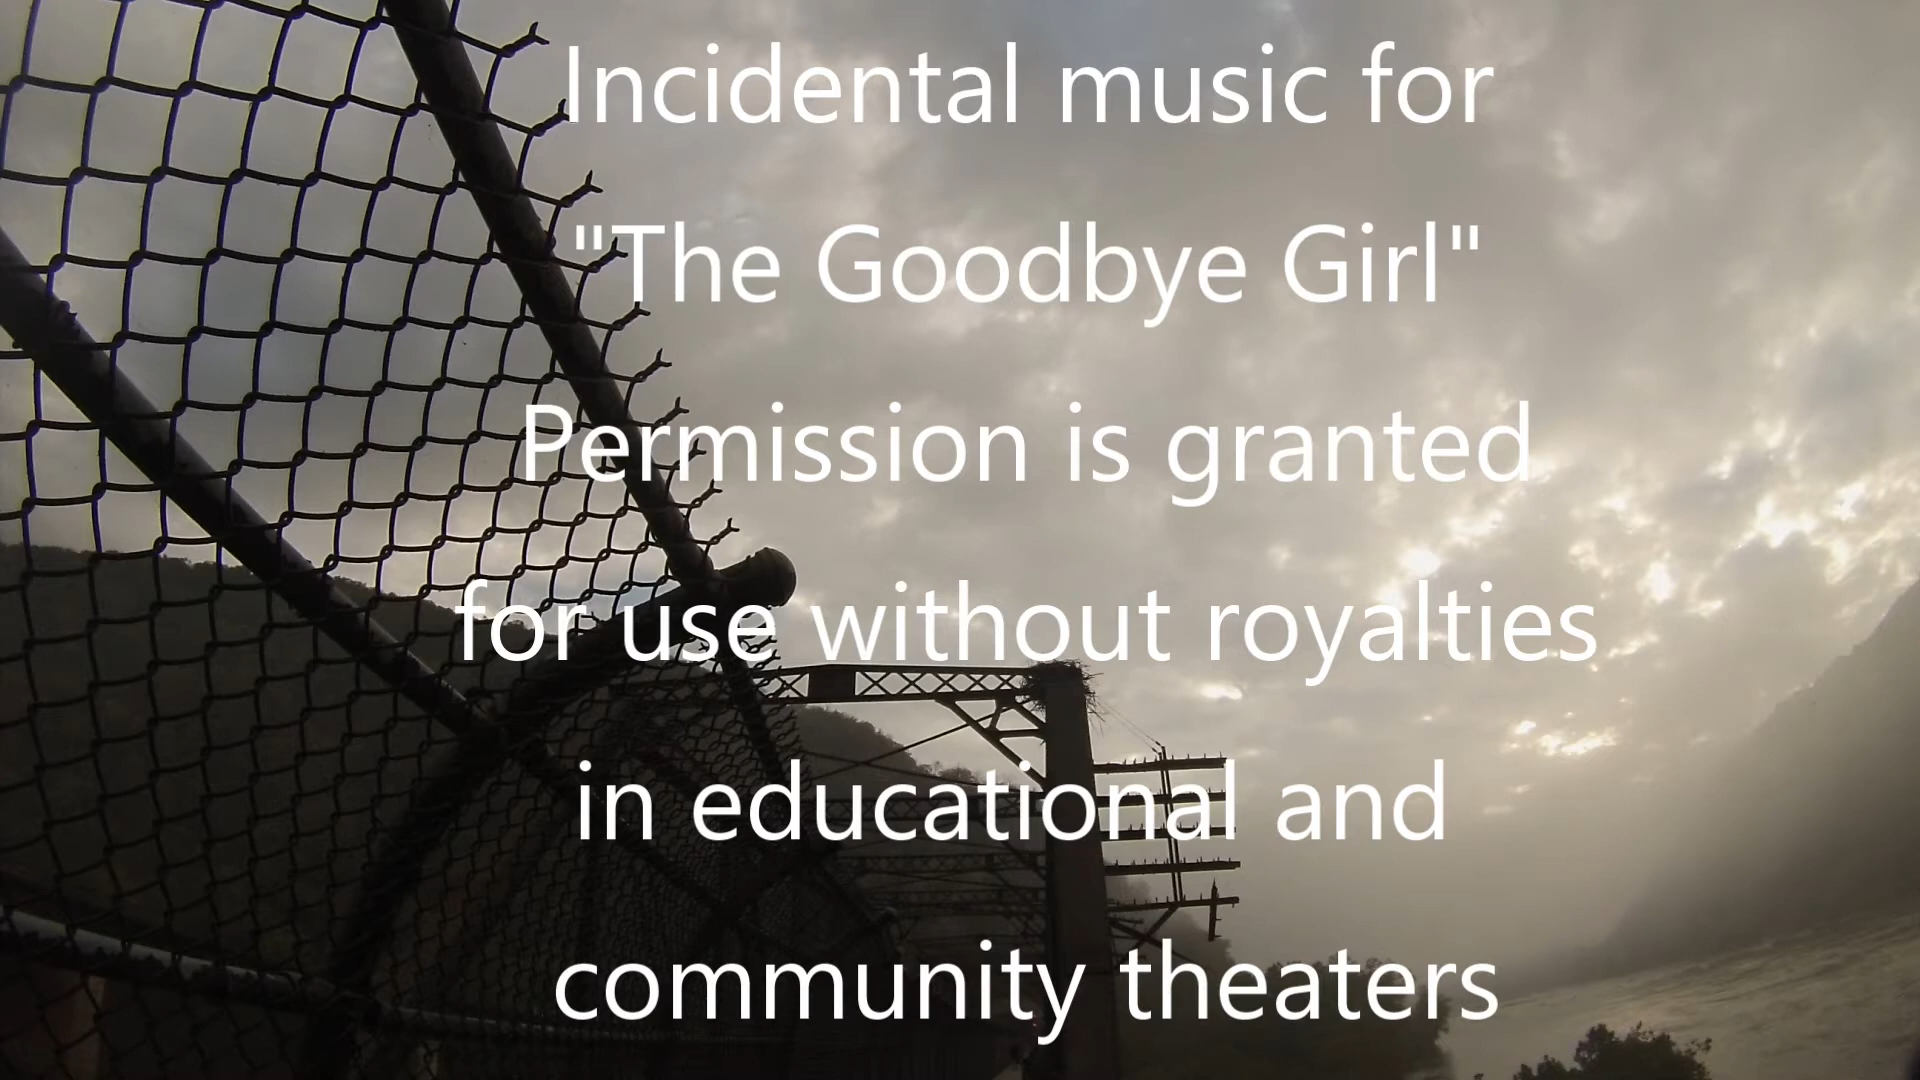 Incidental music for
"The Goodbye Girl"
Permission is granted
for use without royalties
in educational and
community theaters